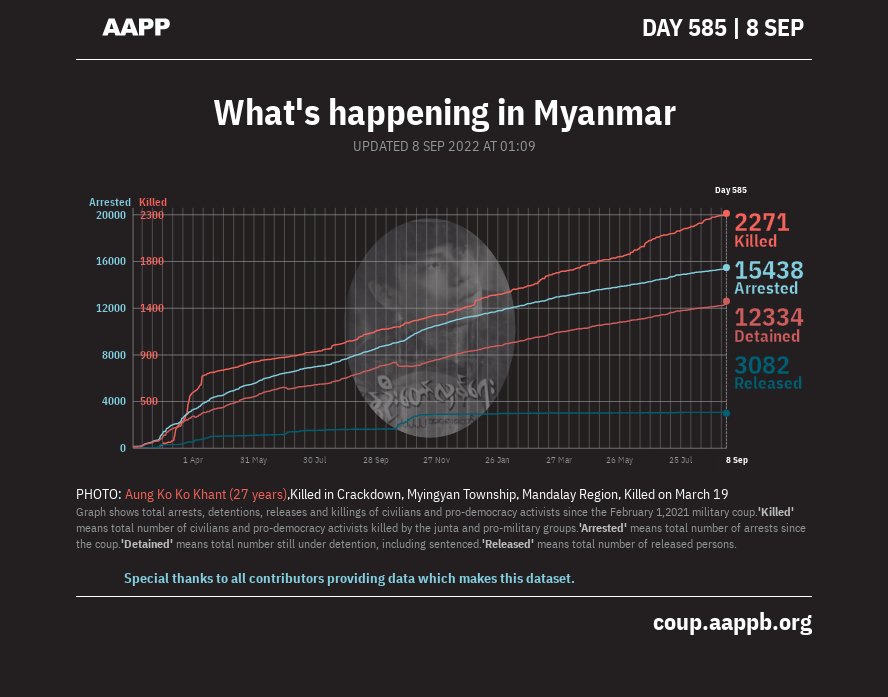 AAPP
DAY 585 | 8 SEP
What's happening in Myanmar
UPDATED 8 SEP 2022 AT 01:09
Day 585
Arrested Killed
20000 2300
16000 1800
12000 1400
8000 900
4000 500
0
2271
Killed
15438
Arrested
12334
Detained
3082
Released
1 Apr 31 May 30 Jul 28 Sep 27 Nov 26 Jan 27 Mar 26 May 25 Jul 8 Sep
PHOTO: Aung Ko Ko Khant (27 years),Killed in Crackdown, Myingyan Township, Mandalay Region, Killed on March 19
Graph shows total arrests, detentions, releases and killings of civilians and pro-democracy activists since the February 1,2021 military coup.'Killed'
means total number of civilians and pro-democracy activists killed by the junta and pro-military groups.'Arrested' means total number of arrests since
the coup.'Detained' means total number still under detention, including sentenced.'Released' means total number of released persons.
Special thanks to all contributors providing data which makes this dataset.
coup.aappb.org